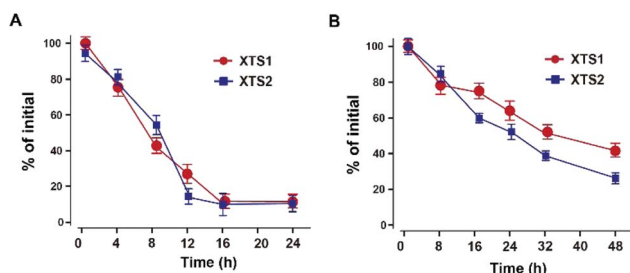 A
XTS1
XTS2
% of initial
100
80
60
40
20
0
0 4 8 12 16 20 24
Time (h)
B
XTS1
XTS2
% of initial
100
80
60
40
20
0
0 8 16 24 32 40 48
Time (h)